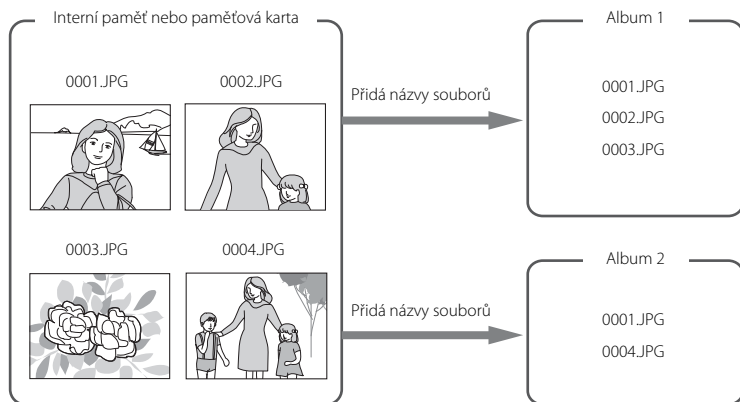 Interní paměť nebo paměťová karta
0001.JPG
0002.JPG
0003.JPG
0004.JPG
Přidá názvy souborů
Přidá názvy souborů
Album 1
0001.JPG
0002.JPG
0003.JPG
Album 2
0001.JPG
0004.JPG